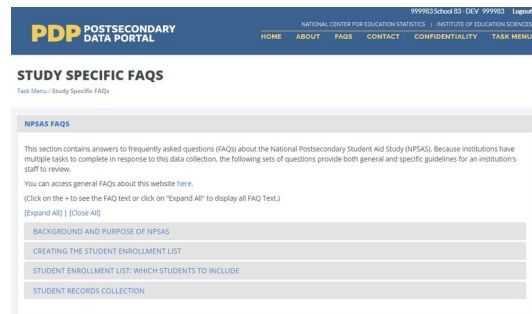 999983 School 83 - DEV 999983 Logout
NATIONAL CENTER FOR EDUCATION STATISTICS | INSTITUTE OF EDUCATION SCIENCES
PDP POSTSECONDARY DATA PORTAL
HOME ABOUT FAQS CONTACT CONFIDENTIALITY TASK MENU
STUDY SPECIFIC FAQS
Task Menu / Study Specific FAQs
NPSAS FAQS
This section contains answers to frequently asked questions (FAQs) about the National Postsecondary Student Aid Study (NPSAS). Because institutions have
multiple tasks to complete in response to this data collection, the following sets of questions provide both general and specific guidelines for an institution's
staff to review.
You can access general FAQs about this website here.
(Click on the + to see the FAQ text or click on "Expand All" to display all FAQ Text.)
[Expand All] | [Close All]
BACKGROUND AND PURPOSE OF NPSAS
CREATING THE STUDENT ENROLLMENT LIST
STUDENT ENROLLMENT LIST: WHICH STUDENTS TO INCLUDE
STUDENT RECORDS COLLECTION